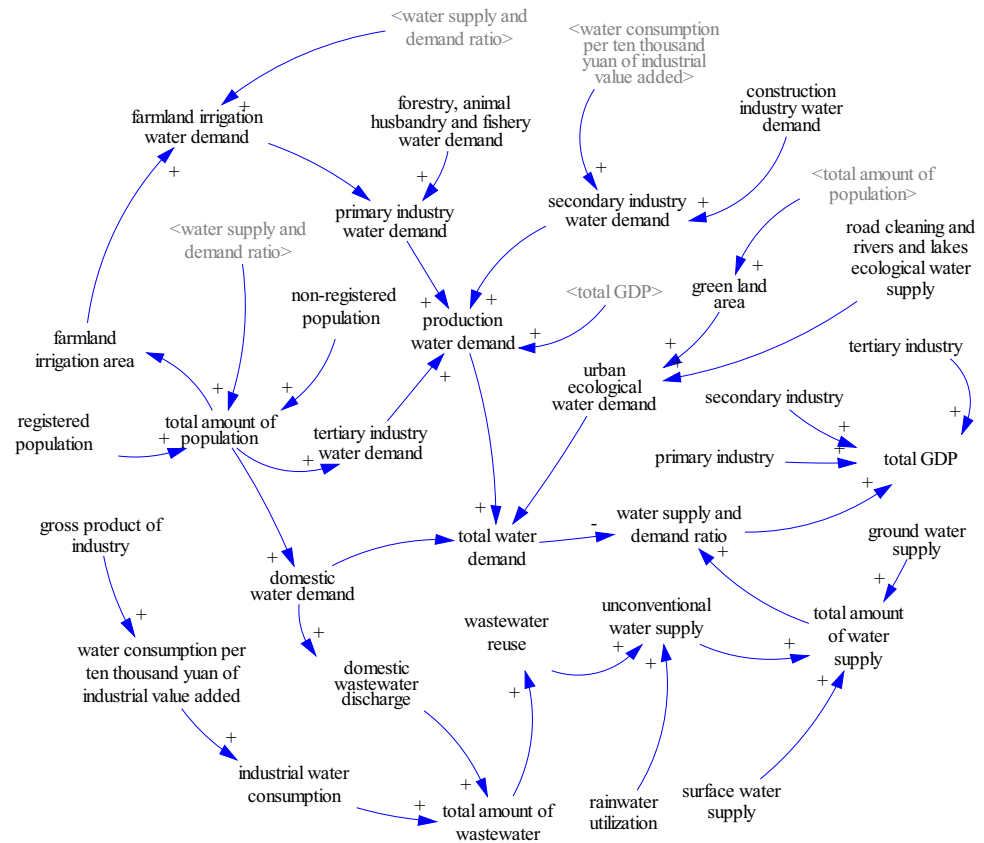 <water supply and
demand ratio>
<water consumption
per ten thousand
yuan of industrial
value added>
construction
industry water
demand
farmland irrigation
water demand
+
forestry, animal
husbandry and fishery
water demand
+
+
+
+
<total amount of
population>
primary industry
water demand
secondary industry
water demand
<water supply and
demand ratio>
road cleaning and
rivers and lakes
ecological water
supply
+
green land
area
non-registered
population
<total GDP>
+
+
production
water demand
+
farmland
irrigation area
tertiary industry
+
+
urban
ecological
water demand
+
+
+
+
secondary industry
registered
population
+
total amount of
population
tertiary industry
water demand
+
+
+
+
primary industry
total GDP
+
gross product of
industry
+
total water
demand
-
water supply and
demand ratio
ground water
supply
+
+
+
domestic
water demand
+
+
wastewater
reuse
unconventional
water supply
total amount
of water
supply
+
+
+
+
water consumption per
ten thousand yuan of
industrial value added
domestic
wastewater
discharge
+
+
+
industrial water
consumption
+
+
total amount of
wastewater
rainwater
utilization
surface water
supply